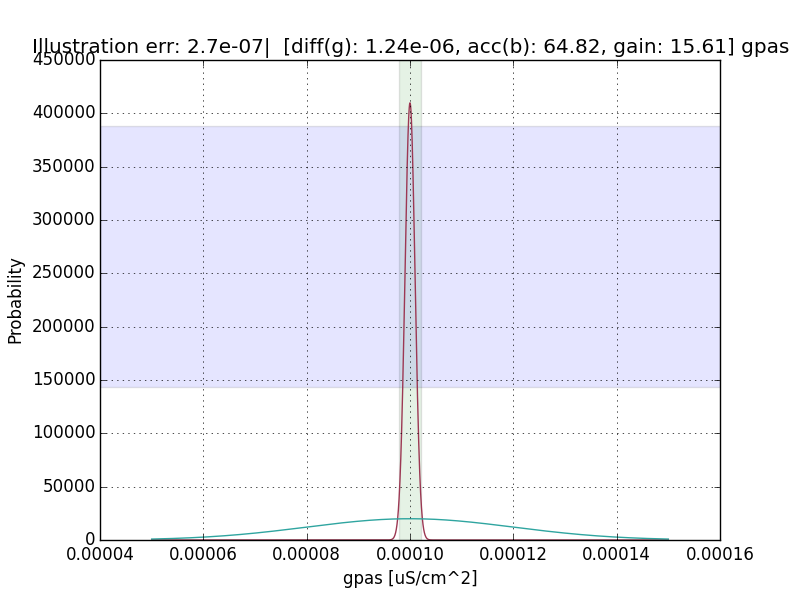 Illustration err: 2.7e-07|  [diff(g): 1.24e-06, acc(b): 64.82, gain: 15.61] gpas
450000
400000
350000
300000
250000
200000
150000
100000
50000
0
Probability
0.00004 0.00006 0.00008 0.00010 0.00012 0.00014 0.00016
gpas [uS/cm^2]